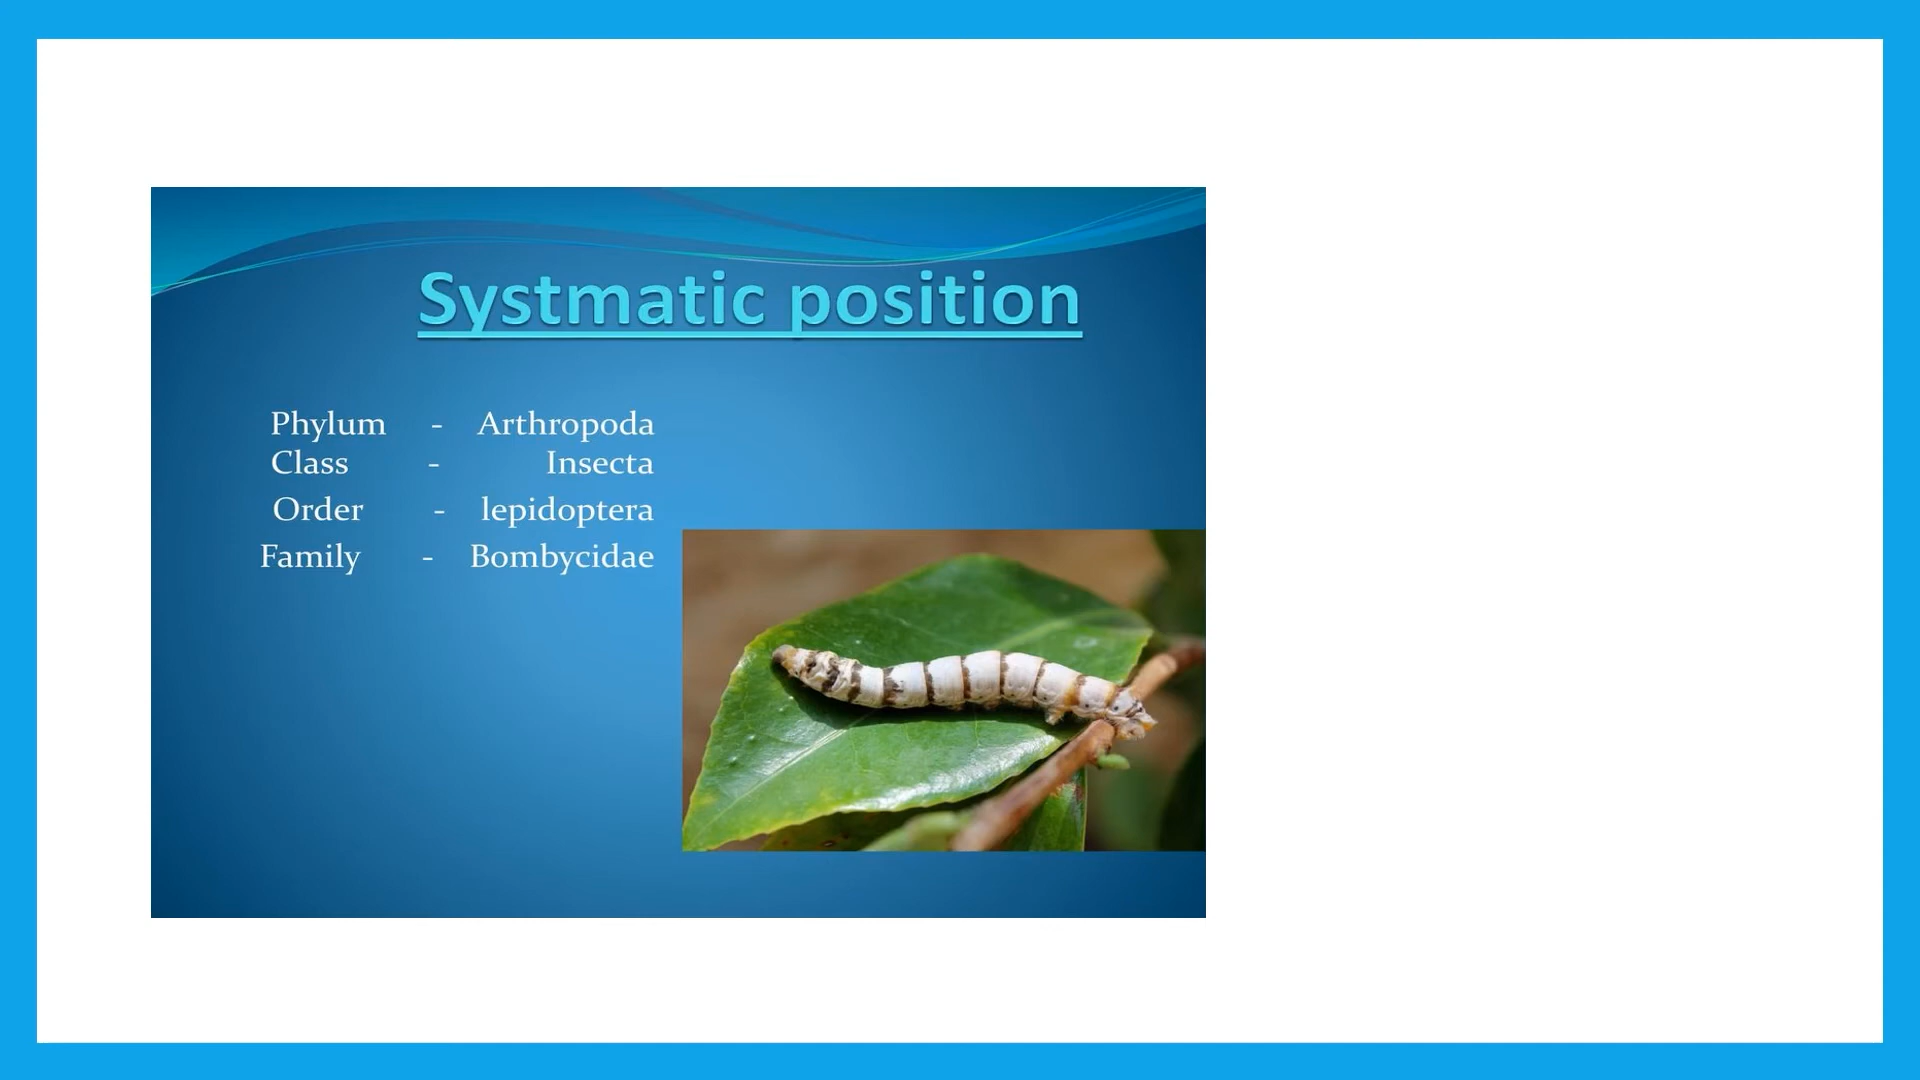 Systmatic position
Phylum - Arthropoda
Class - Insecta
Order - lepidoptera
Family - Bombycidae